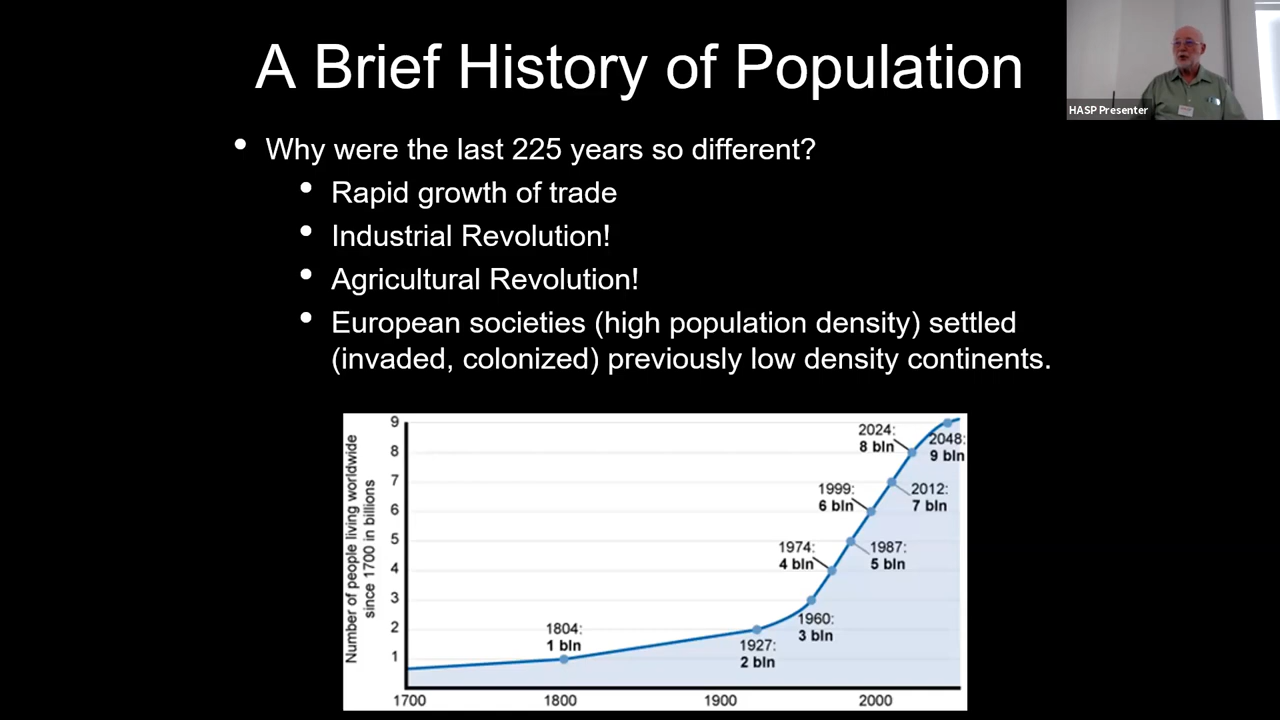 A Brief History of Population
HASP Presenter
• Why were the last 225 years so different?
• Rapid growth of trade
• Industrial Revolution!
• Agricultural Revolution!
• European societies (high population density) settled
(invaded, colonized) previously low density continents.
Number of people living worldwide
since 1700 in billions
9
8
7
6
5
4
3
2
1
1700
1800
1900
2000
1804:
1 bln
1927:
2 bln
1960:
3 bln
1974:
4 bln
1987:
5 bln
1999:
6 bln
2012:
7 bln
2024:
8 bln
2048:
9 bln